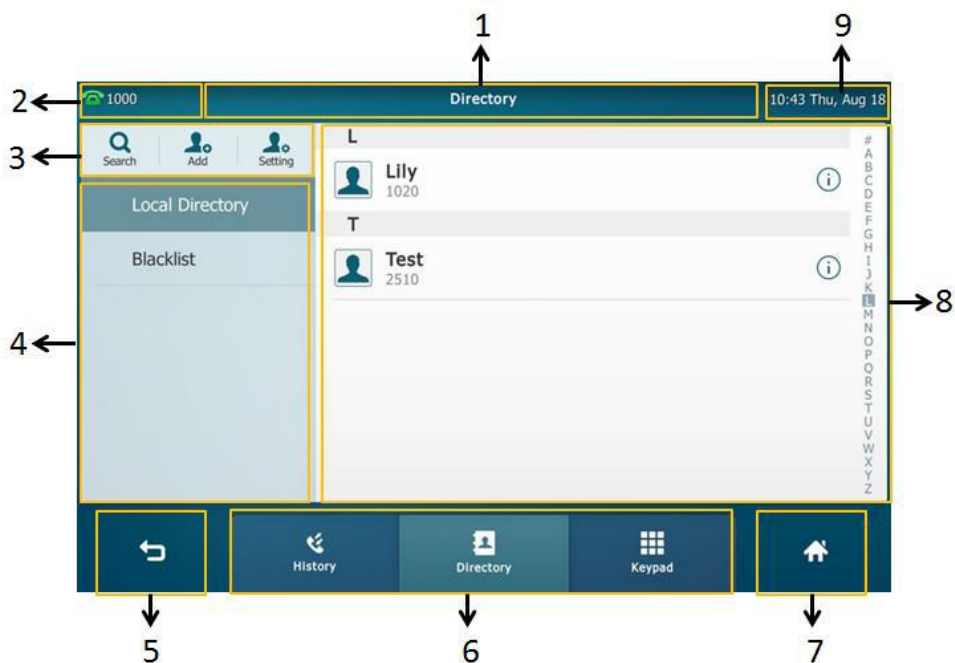 1
9
2
1000
Directory
10:43 Thu, Aug 18
3
Search
Add
Setting
4
Local Directory
Blacklist
L
Lily
1020
T
Test
2510
#
A
B
C
D
E
F
G
H
I
J
K
L
M
N
O
P
Q
R
S
T
U
V
W
X
Y
Z
8
History
Directory
Keypad
5
6
7